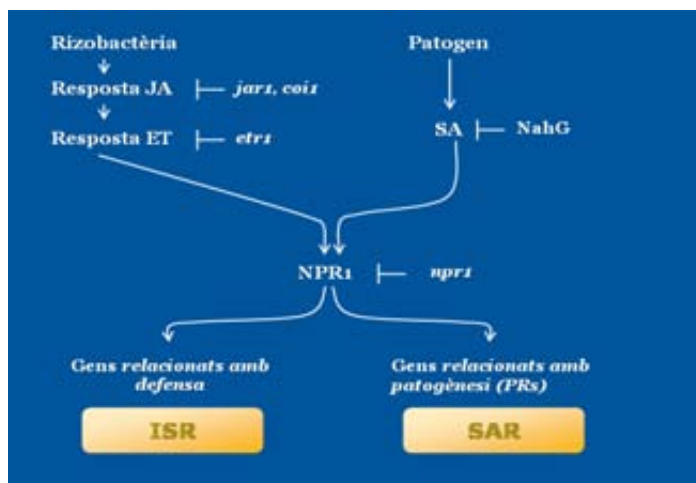 Rizobactèria
Resposta JA
jar1, coi1
Resposta ET
etr1
Patogen
SA
NahG
NPR1
npr1
Gens relacionats amb
defensa
ISR
Gens relacionats amb
patogènesi (PRs)
SAR